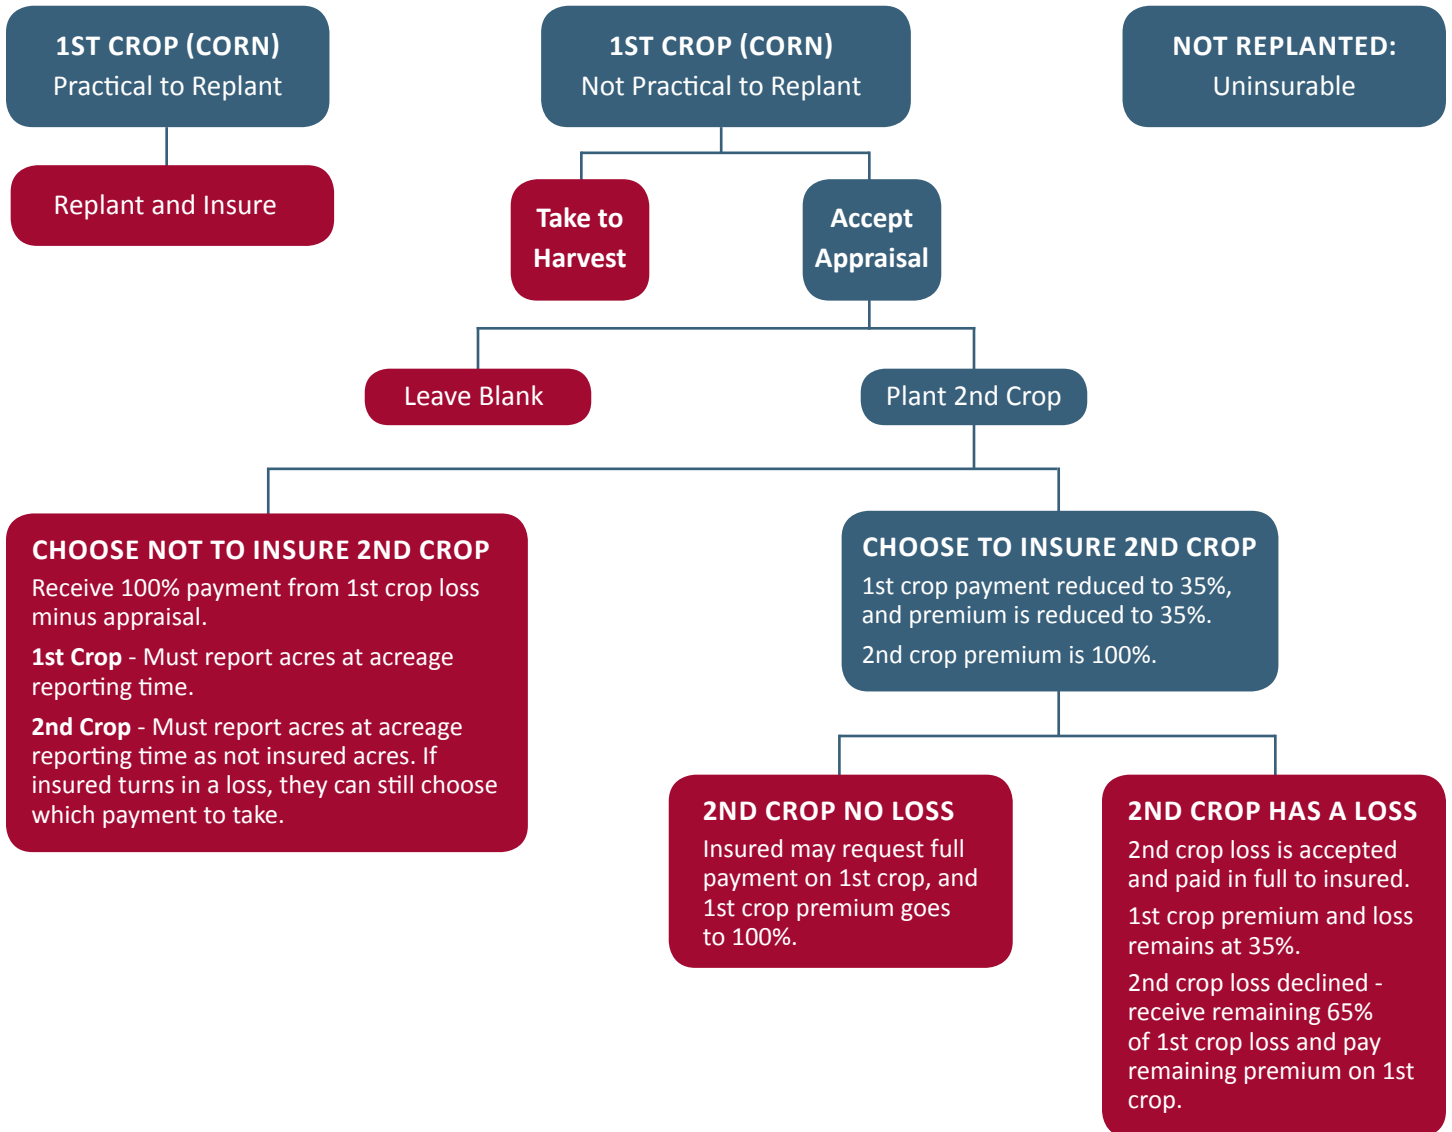 1ST CROP (CORN)
Practical to Replant
1ST CROP (CORN)
Not Practical to Replant
NOT REPLANTED:
Uninsurable
Replant and Insure
Take to
Harvest
Accept
Appraisal
Leave Blank
Plant 2nd Crop
CHOOSE NOT TO INSURE 2ND CROP
Receive 100% payment from 1st crop loss
minus appraisal.
1st Crop - Must report acres at acreage
reporting time.
2nd Crop - Must report acres at acreage
reporting time as not insured acres. If
insured turns in a loss, they can still choose
which payment to take.
CHOOSE TO INSURE 2ND CROP
1st crop payment reduced to 35%,
and premium is reduced to 35%.
2nd crop premium is 100%.
2ND CROP NO LOSS
Insured may request full
payment on 1st crop, and
1st crop premium goes
to 100%.
2ND CROP HAS A LOSS
2nd crop loss is accepted
and paid in full to insured.
1st crop premium and loss
remains at 35%.
2nd crop loss declined -
receive remaining 65%
of 1st crop loss and pay
remaining premium on 1st
crop.